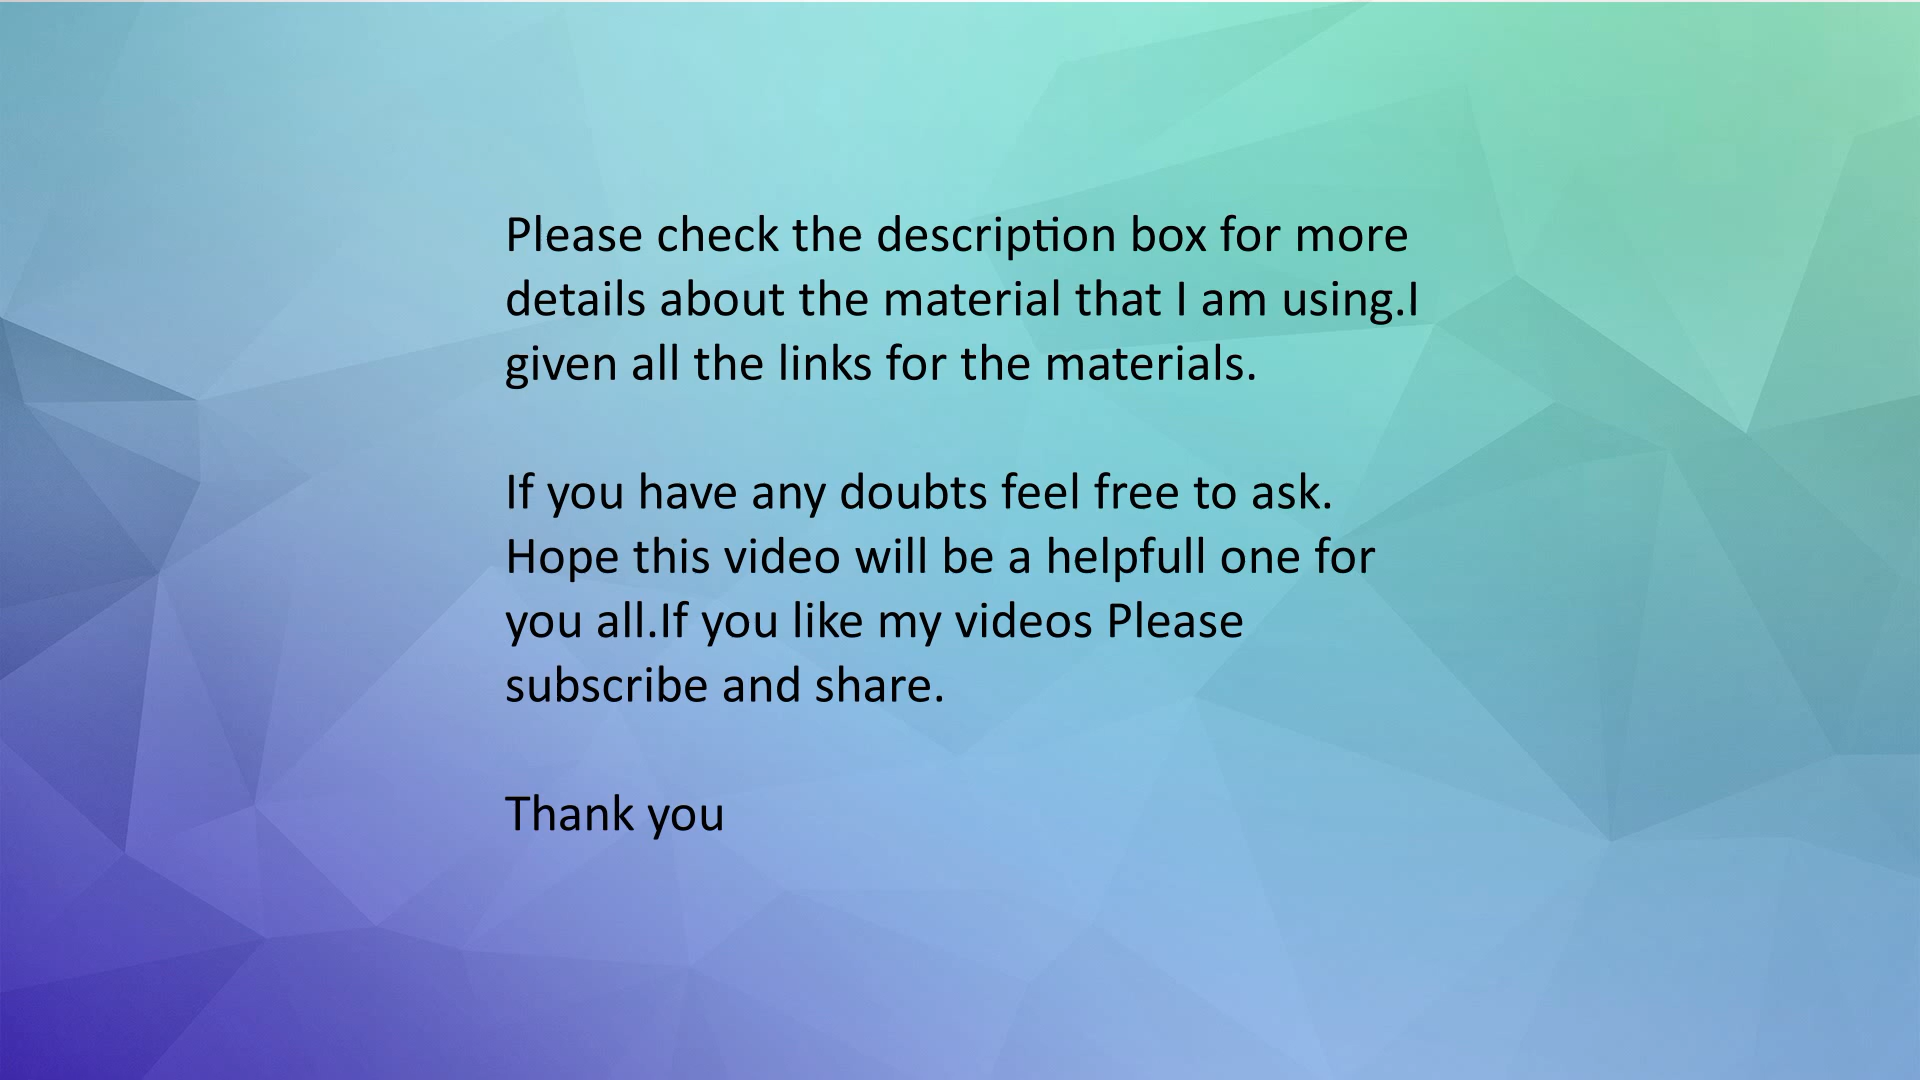 Please check the description box for more
details about the material that I am using.I
given all the links for the materials.
If you have any doubts feel free to ask.
Hope this video will be a helpfull one for
you all.If you like my videos Please
subscribe and share.
Thank you